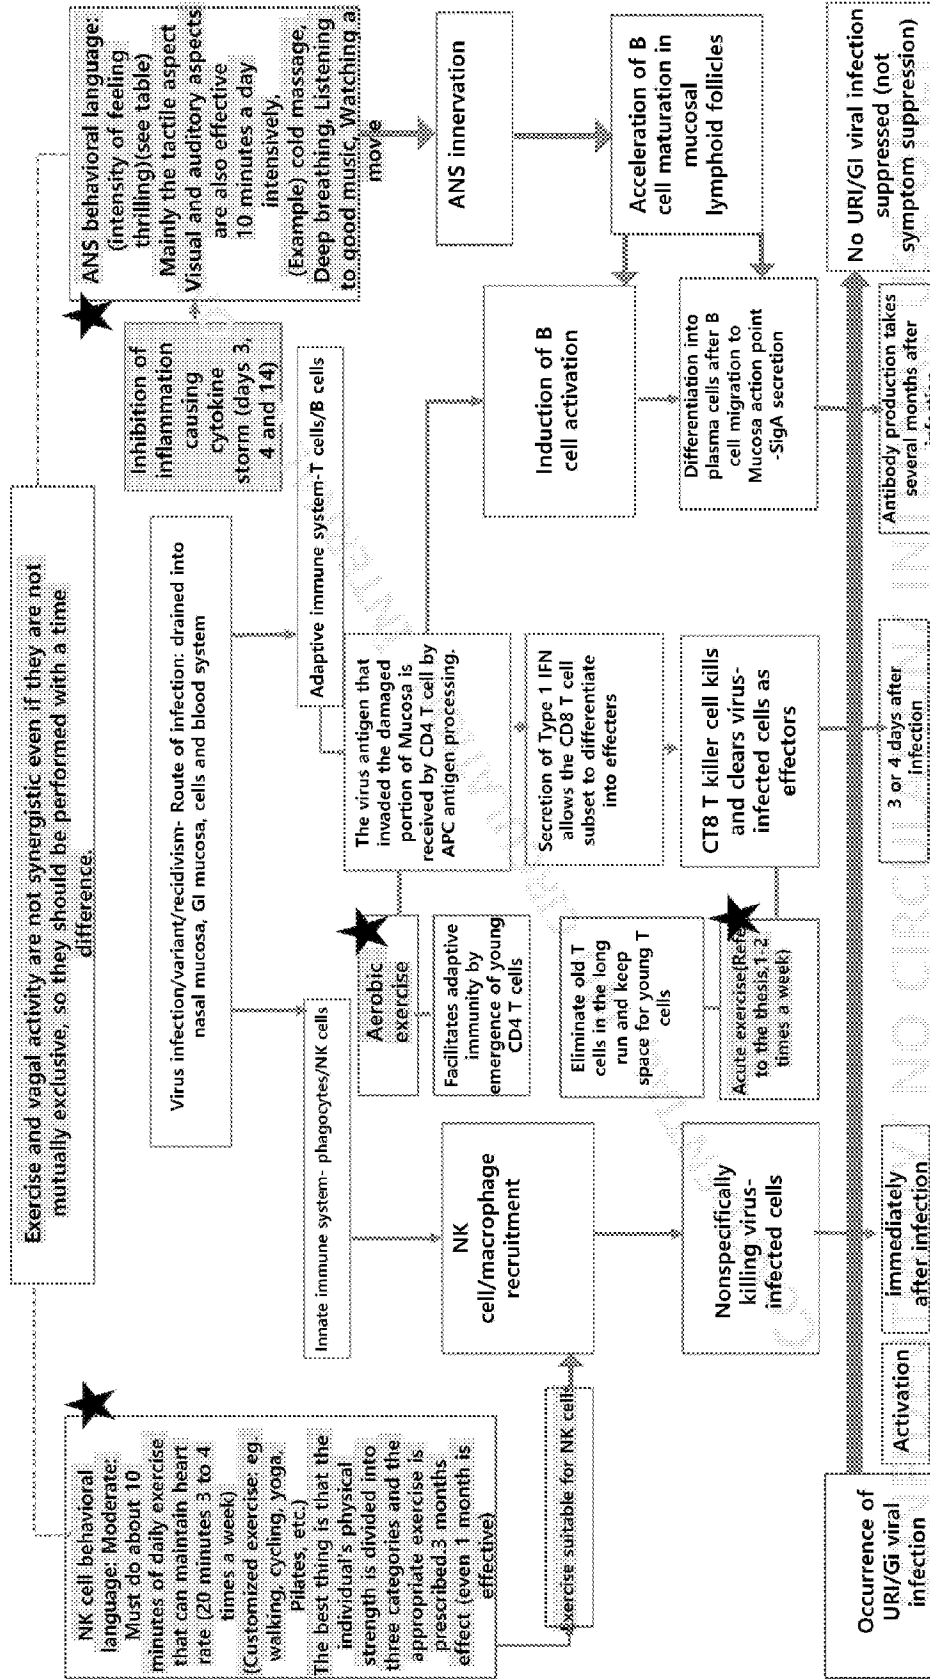 Exercise and vagal activity are not synergistic even if they are not
mutually exclusive, so they should be performed with a time
difference.
NK cell behavioral
language: Moderate:
Must do about 10
minutes of daily exercise
that can maintain heart
rate (20 minutes 3 to 4
times a week)
(Customized exercise: eg.
walking, cycling, yoga,
Pilates, etc.)
The best thing is that the
individual's physical
strength is divided into
three categories and the
appropriate exercise is
prescribed.3 months
effect (even 1 month is
effective)
Exercise suitable for NK cell
Virus infection/variant/recidivism- Route of infection: drained into
nasal mucosa, GI mucosa, cells and blood system
Innate immune system- phagocytes/NK cells
NK
cell/macrophage
recruitment
Nonspecifically
killing virus-
infected cells
Adaptive immune system-T cells/B cells
Aerobic
exercise
Facilitates adaptive
immunity by
emergence of young
CD4 T cells
Eliminate old T
cells in the long
run and keep
space for young T
cells
Acute exercise(Refe
to the thesis,1-2
times a week)
The virus antigen that
invaded the damaged
portion of Mucosa is
received by CD4 T cell by
APC antigen processing.
Secretion of Type 1 IFN
allows the CD8 T cell
subset to differentiate
into effecters
CT8 T killer cell kills
and clears virus-
infected cells as
effectors
Inhibition of
inflammation
causing
cytokine
storm (days 3,
4 and 14)
ANS behavioral language:
(intensity of feeling
thrilling)(see table)
Mainly the tactile aspect
Visual and auditory aspects
are also effective
10 minutes a day
intensively,
(Example) cold massage,
Deep breathing, Listening
to good music, Watching a
movie
ANS innervation
Acceleration of B
cell maturation in
mucosal
lymphoid follicles
Induction of B
cell activation
Differentiation into
plasma cells after B
cell migration to
Mucosa action point
-SigA secretion
Occurrence of
URI/Gi viral
infection
Activation
immediately
after infection
3 or 4 days after
infection
Antibody production takes
several months after
No URI/GI viral infection
suppressed (not
symptom suppression)